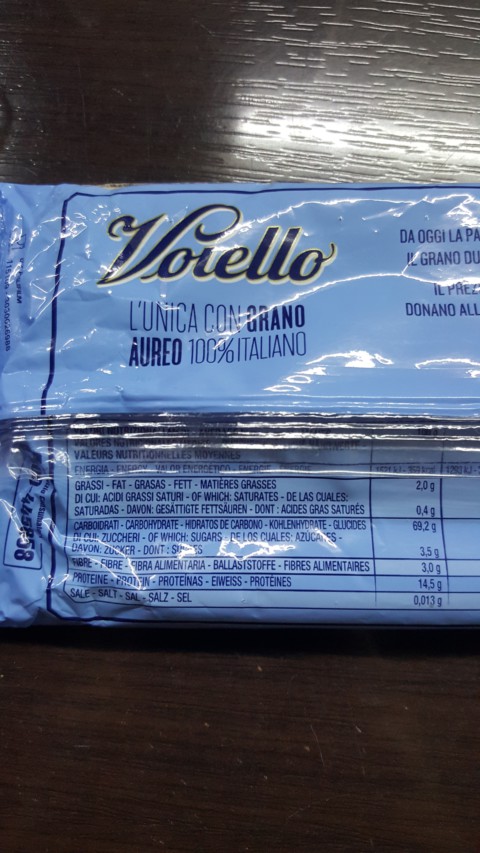 Voiello
L'UNICA CON GRANO
AUREO 100% ITALIANO
DA OGGI LA PA
IL GRANO DU
IL PREZ
DONANO ALL
VALEURS NUTRITIONNELLES MOYENNES
ENERGIA - ENERGY - VALOR ENERGETICO - ENERGIE
GRASSI - FAT - GRASAS - FETT - MATIÈRES GRASSES 2,0 g
DI CUI: ACIDI GRASSI SATURI - OF WHICH: SATURATES - DE LAS CUALES:
SATURADAS - DAVON: GESÄTTIGTE FETTSÄUREN - DONT : ACIDES GRAS SATURÉS 0,4 g
CARBOIDRATI - CARBOHYDRATE - HIDRATOS DE CARBONO - KOHLENHYDRATE - GLUCIDES 69,2 g
DI CUI: ZUCCHERI - OF WHICH: SUGARS - DE LOS CUALES: AZÚCARES -
DAVON: ZUCKER - DONT : SUCRES 3,5 g
FIBRE - FIBRE - FIBRA ALIMENTARIA - BALLASTSTOFFE - FIBRES ALIMENTAIRES 3,0 g
PROTEINE - PROTEIN - PROTEÍNAS - EIWEISS - PROTÉINES 14,5 g
SALE - SALT - SAL - SALZ - SEL 0,013 g